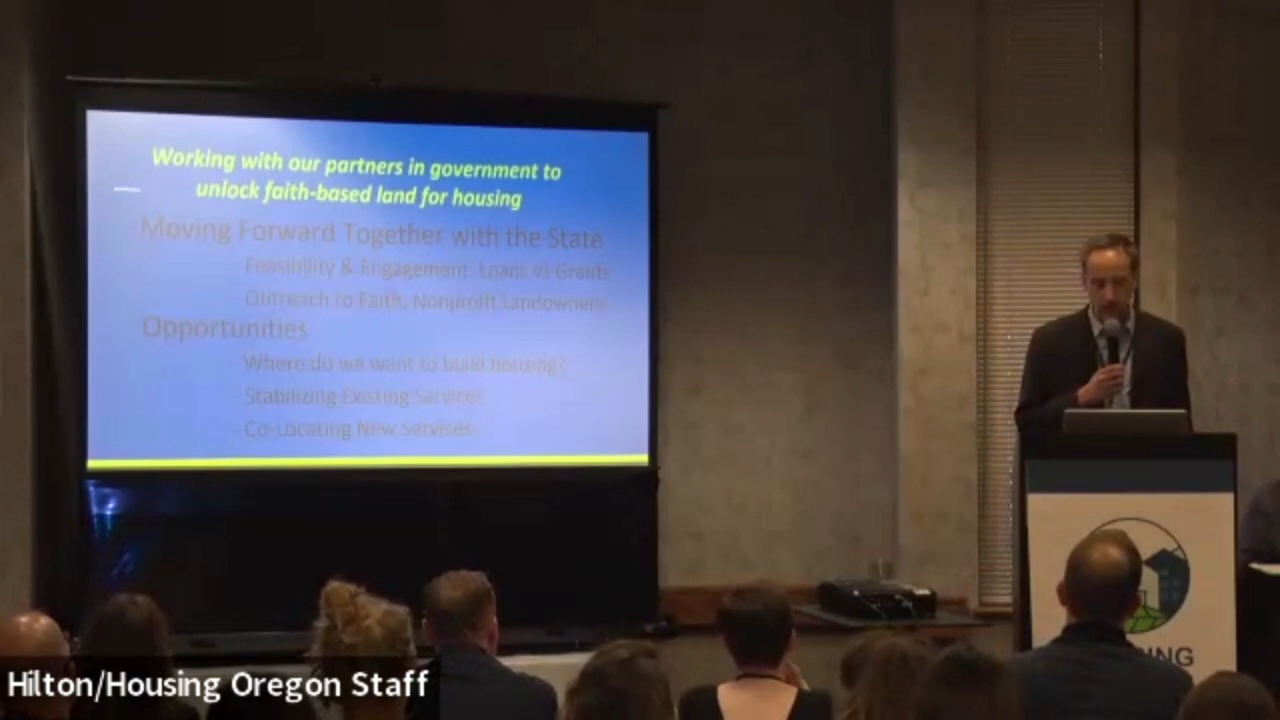 Working with our partners in government to
unlock faith-based land for housing
Moving Forward Together with the State
Feasibility & Engagement: Loans vs Grants
- Outreach to Faith, Nonprofit Landowners
Opportunities
- Where do we want to build housing?
- Stabilizing Existing Services
- Co-Locating New Services
Hilton/Housing Oregon Staff